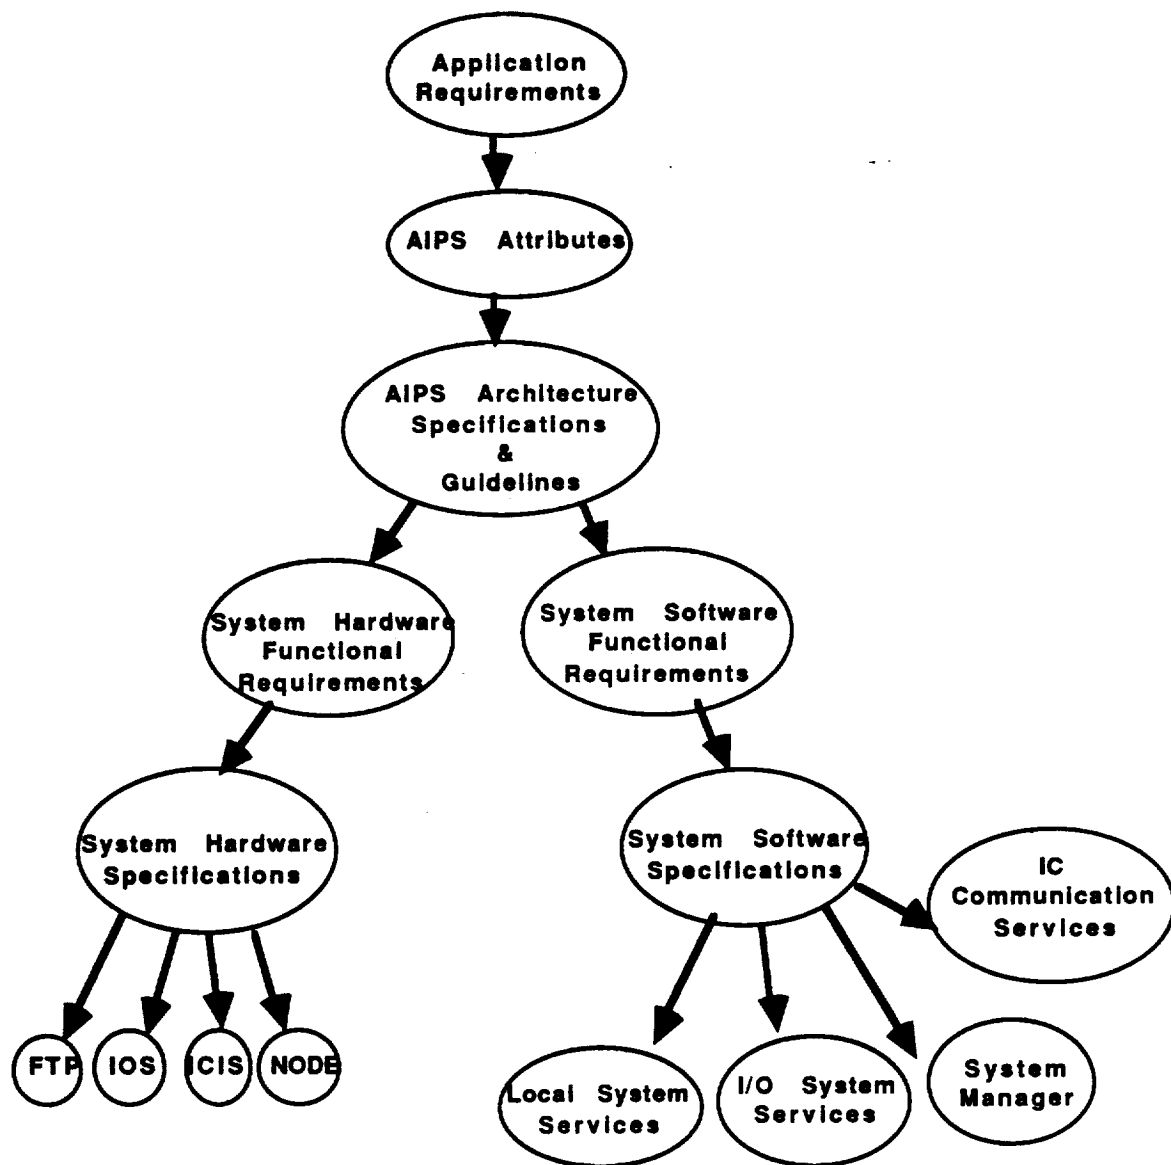 Application
Requirements
AIPS Attributes
AIPS Architecture
Specifications
&
Guidelines
System Hardware
Functional
Requirements
System Software
Functional
Requirements
System Hardware
Specifications
System Software
Specifications
IC
Communication
Services
FTP
IOS
ICIS
NODE
Local System
Services
I/O System
Services
System
Manager